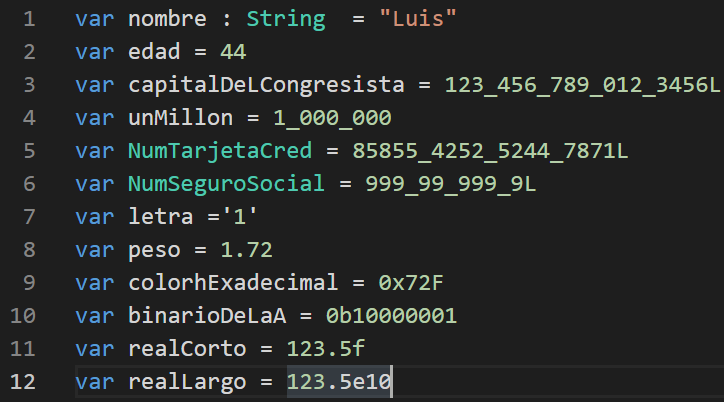 1 var nombre : String  = "Luis"
2 var edad = 44
3 var capitalDeLCongresista = 123_456_789_012_3456L
4 var unMillon = 1_000_000
5 var NumTarjetaCred = 85855_4252_5244_7871L
6 var NumSeguroSocial = 999_99_999_9L
7 var letra ='1'
8 var peso = 1.72
9 var colorhExadecimal = 0x72F
10 var binarioDeLaA = 0b10000001
11 var realCorto = 123.5f
12 var realLargo = 123.5e10